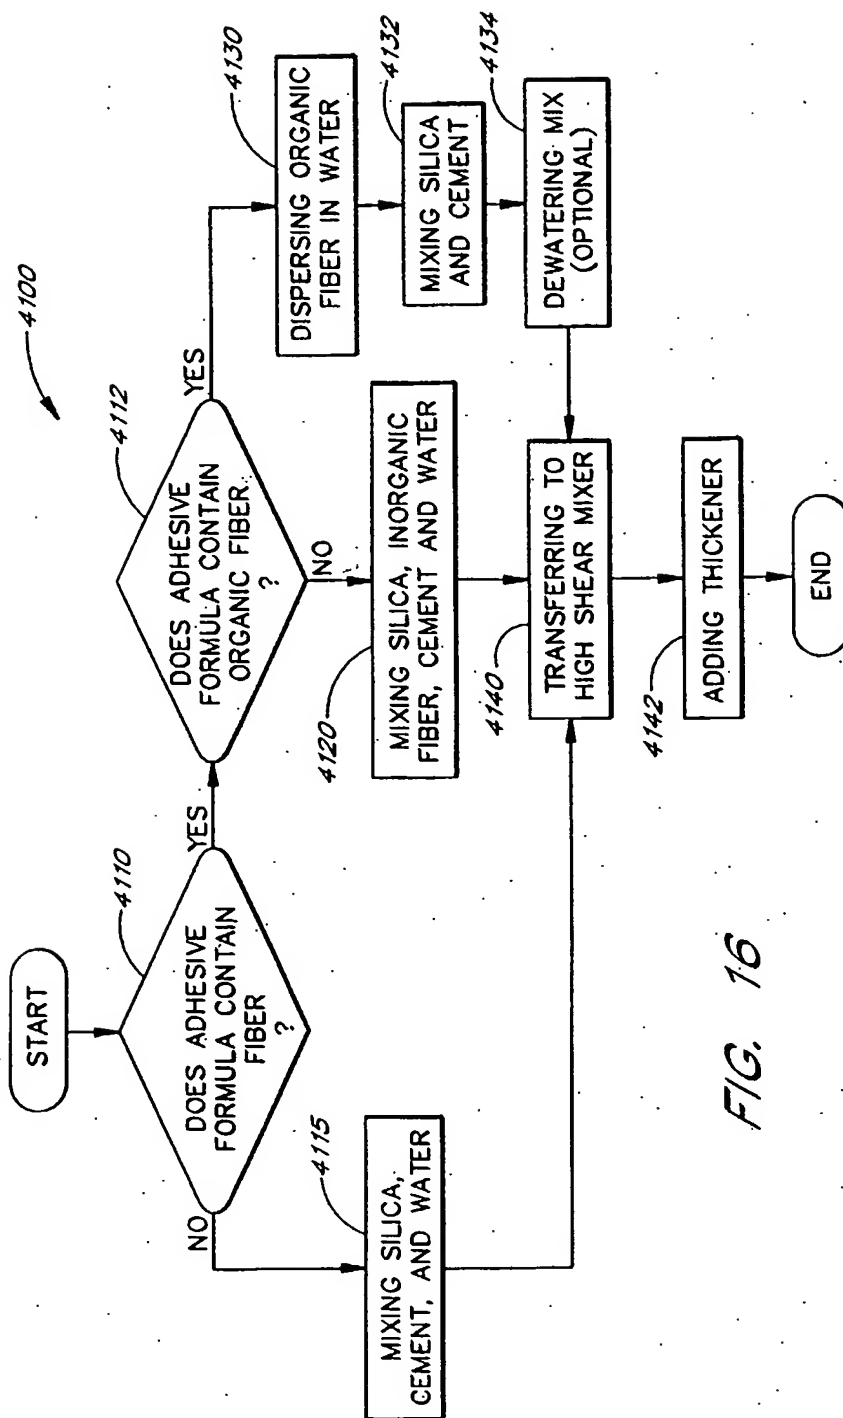 4100
START
4110
DOES ADHESIVE
FORMULA CONTAIN
FIBER
?
NO
YES
4112
DOES ADHESIVE
FORMULA CONTAIN
ORGANIC FIBER
?
YES
NO
4115
MIXING SILICA,
CEMENT, AND WATER
4120
MIXING SILICA, INORGANIC
FIBER, CEMENT AND WATER
4130
DISPERSING ORGANIC
FIBER IN WATER
4132
MIXING SILICA
AND CEMENT
4134
DEWATERING MIX
(OPTIONAL)
4140
TRANSFERRING TO
HIGH SHEAR MIXER
4142
ADDING THICKENER
END
FIG. 16